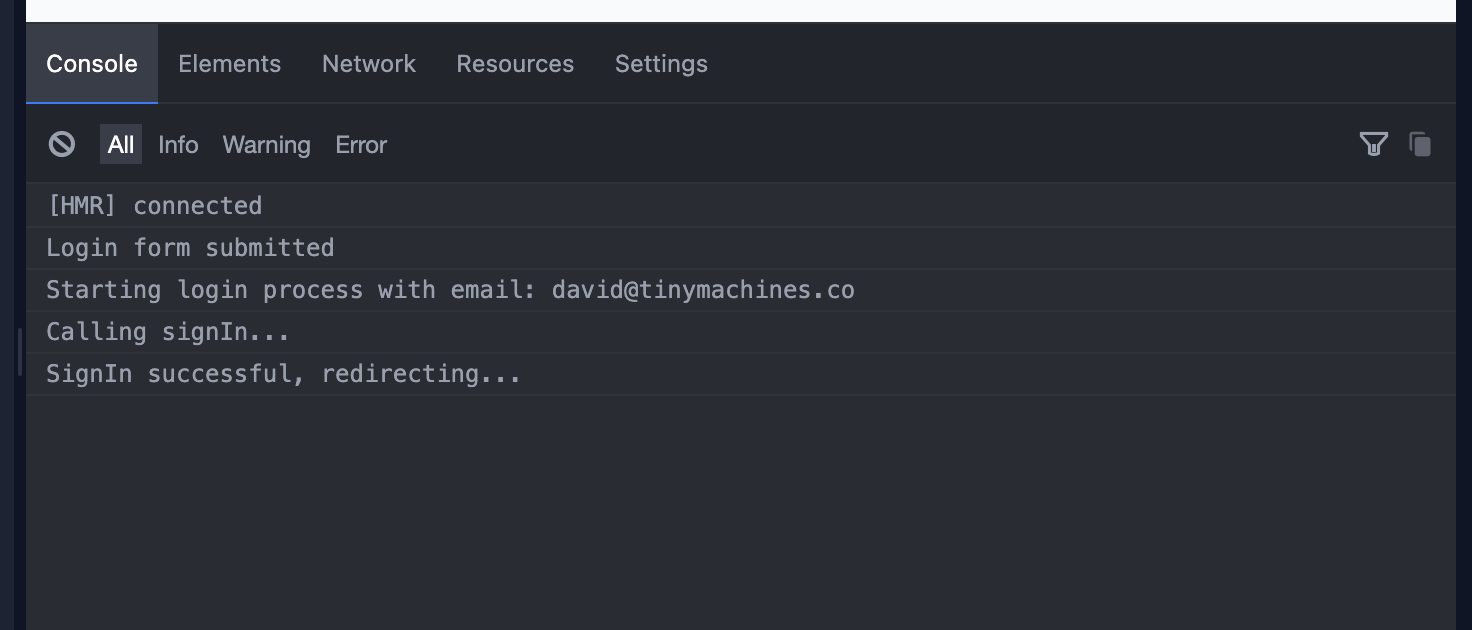 Console Elements Network Resources Settings
All Info Warning Error
[HMR] connected
Login form submitted
Starting login process with email: david@tinymachines.co
Calling signIn...
SignIn successful, redirecting...